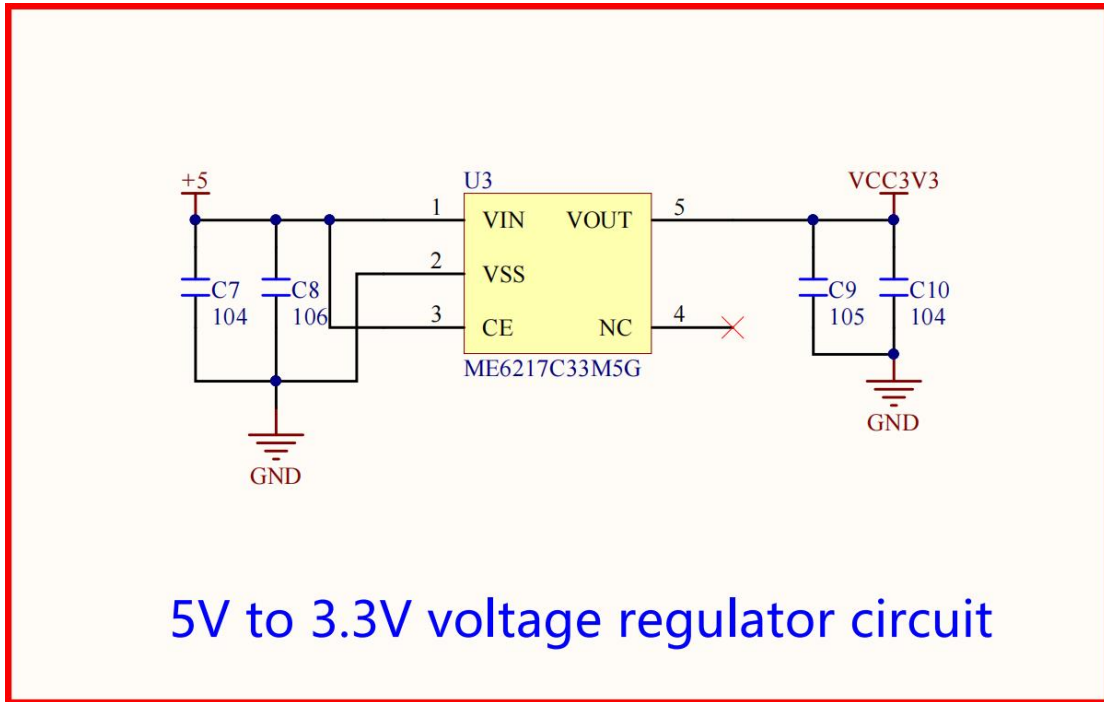 +5
U3
VCC3V3
1
VIN
VOUT
5
2
VSS
3
CE
NC
4
C7
104
C8
106
C9
105
C10
104
ME6217C33M5G
GND
GND
5V to 3.3V voltage regulator circuit